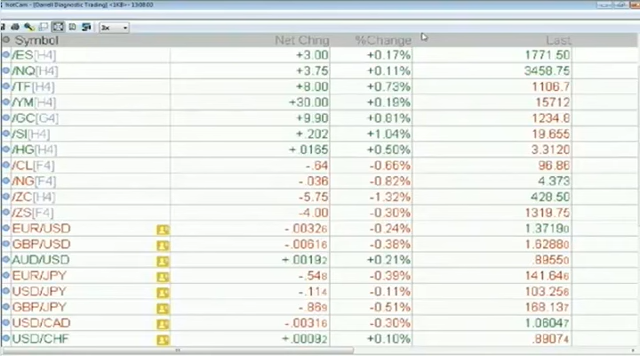 NetCam - [Darrell Diagnostic Trading] - <1KB> - 13:08:00
3x
Symbol Net Chng %Change Last
/ES[H4] +3.00 +0.17% 1771.50
/NQ[H4] +3.75 +0.11% 3458.75
/TF[H4] +8.00 +0.73% 1106.7
/YM[H4] +30.00 +0.19% 15712
/GC[G4] +9.90 +0.81% 1234.8
/SI[H4] +.202 +1.04% 19.655
/HG[H4] +.0165 +0.50% 3.3120
/CL[F4] -.64 -0.66% 96.86
/NG[F4] -.036 -0.82% 4.373
/ZC[H4] -5.75 -1.32% 428.50
/ZS[F4] -4.00 -0.30% 1319.75
EUR/USD -.00326 -0.24% 1.37190
GBP/USD -.00616 -0.38% 1.62880
AUD/USD +.00192 +0.21% .89550
EUR/JPY -.548 -0.39% 141.646
USD/JPY -.114 -0.11% 103.256
GBP/JPY -.869 -0.51% 168.137
USD/CAD -.00316 -0.30% 1.06047
USD/CHF +.00092 +0.10% .89074